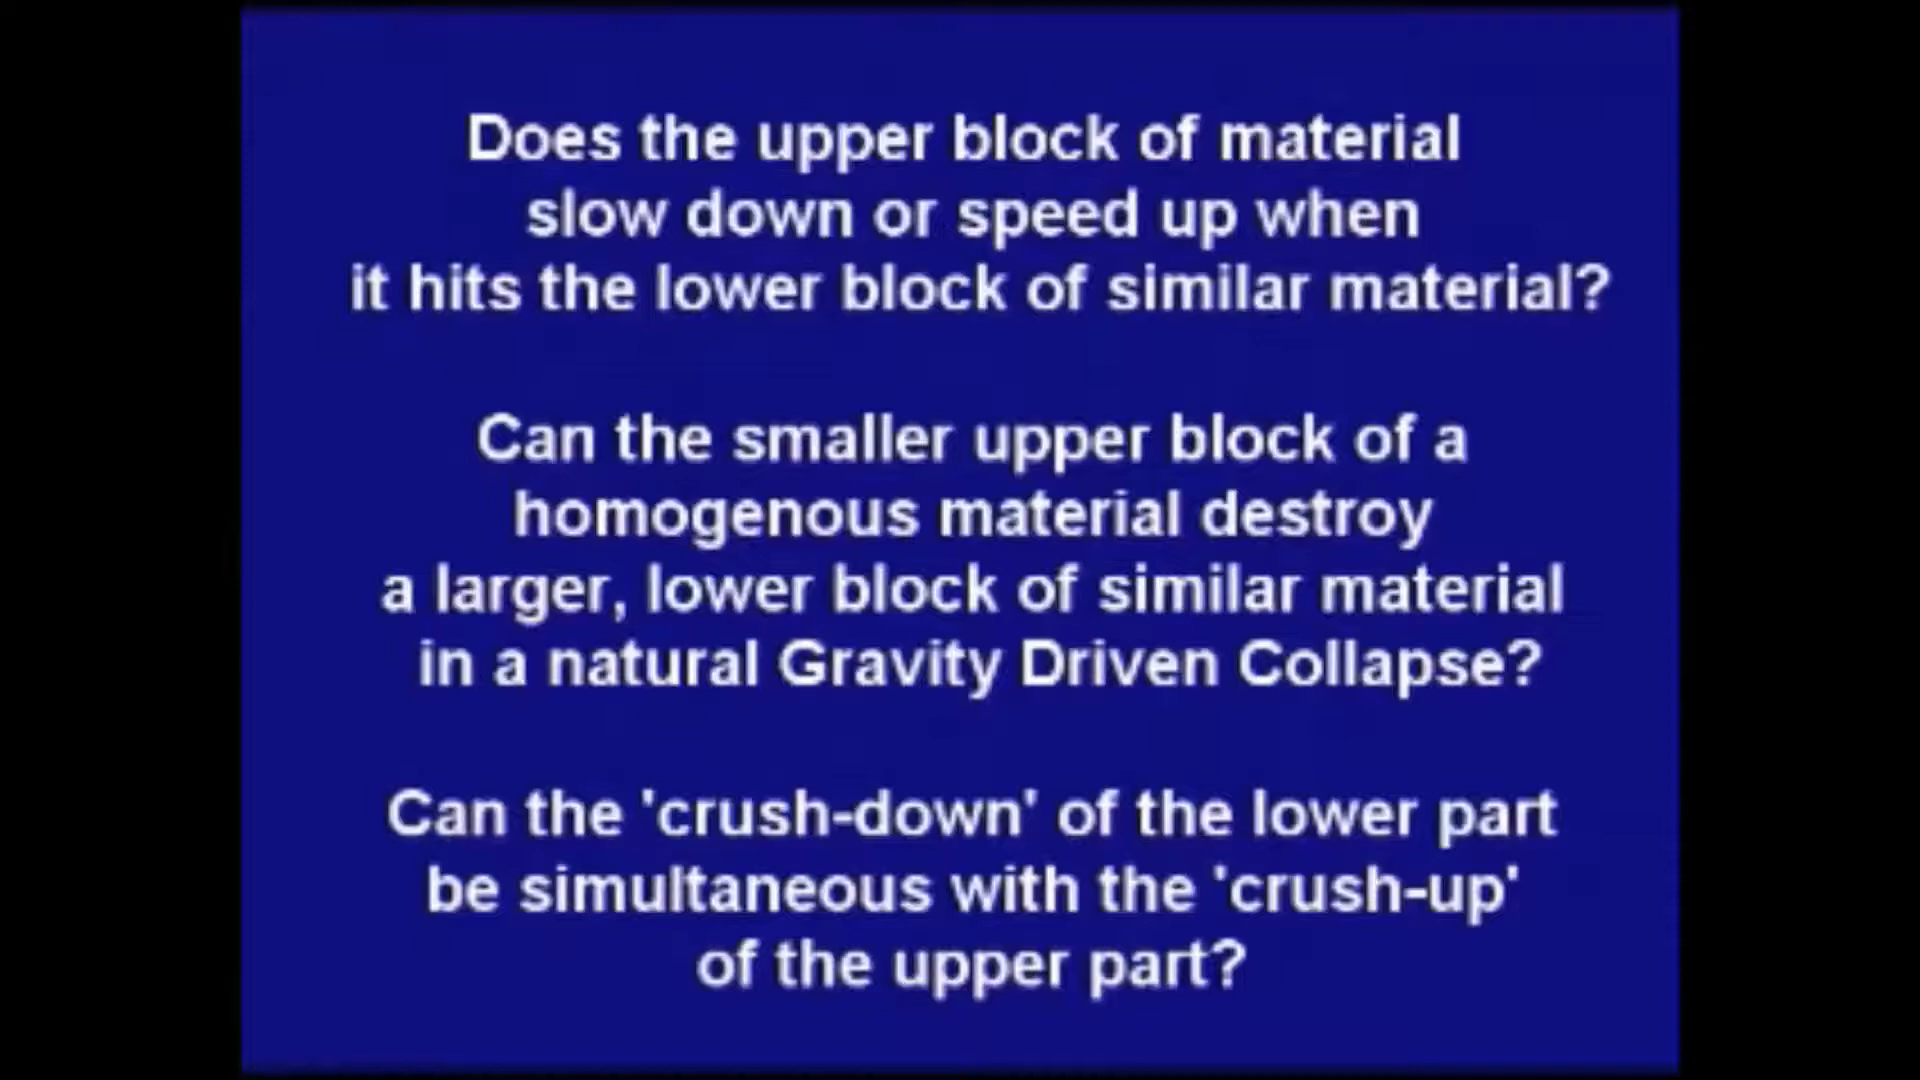 Does the upper block of material
slow down or speed up when
it hits the lower block of similar material?
Can the smaller upper block of a
homogenous material destroy
a larger, lower block of similar material
in a natural Gravity Driven Collapse?
Can the 'crush-down' of the lower part
be simultaneous with the 'crush-up'
of the upper part?